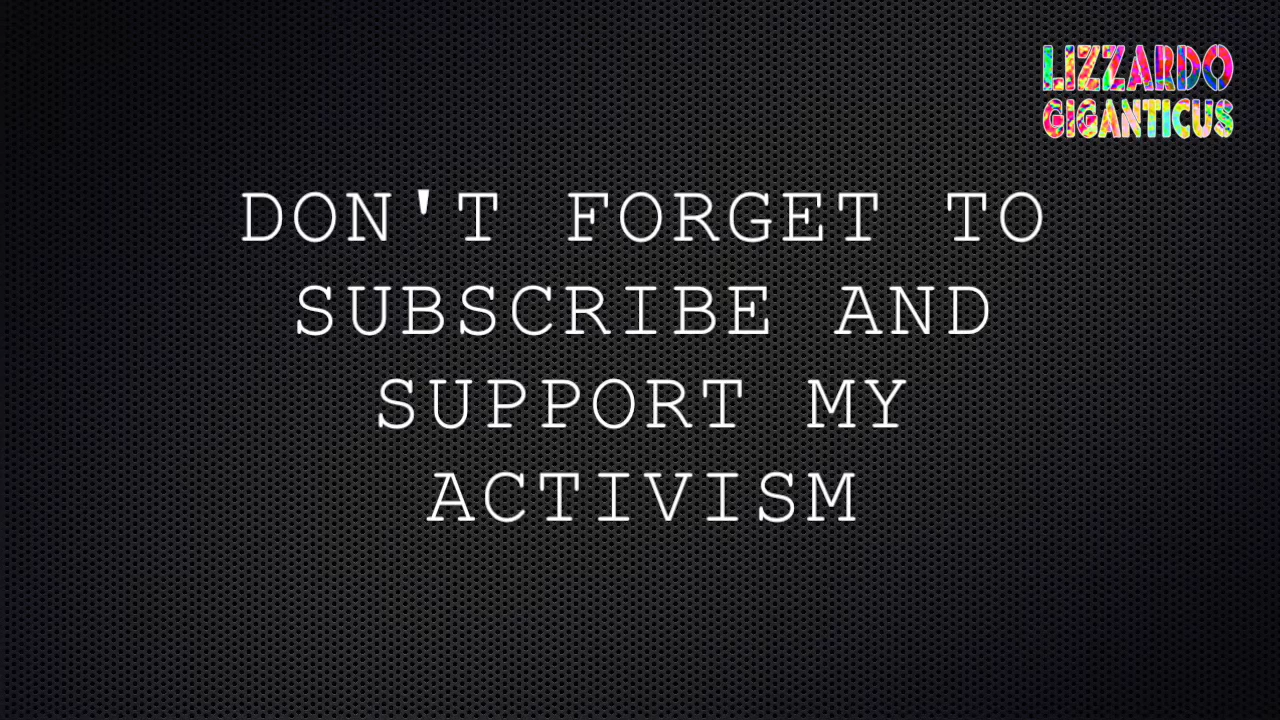 LIZZARDO
GIGANTICUS
DON'T FORGET TO
SUBSCRIBE AND
SUPPORT MY
ACTIVISM